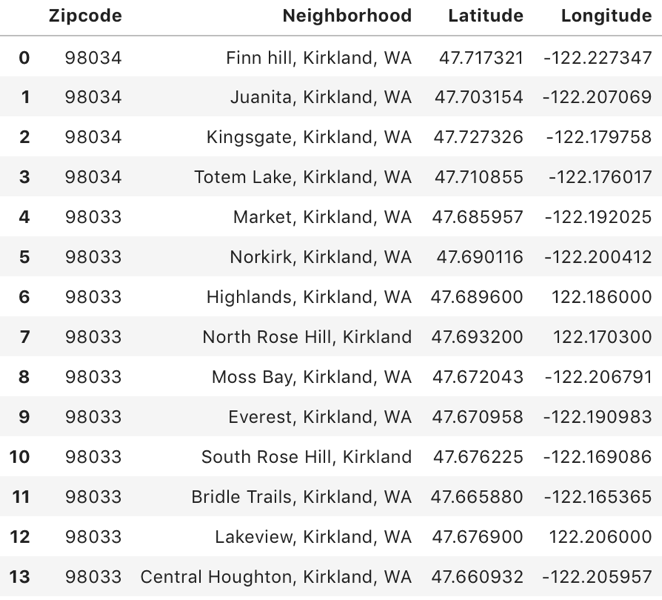 Zipcode Neighborhood Latitude Longitude
0 98034 Finn hill, Kirkland, WA 47.717321 -122.227347
1 98034 Juanita, Kirkland, WA 47.703154 -122.207069
2 98034 Kingsgate, Kirkland, WA 47.727326 -122.179758
3 98034 Totem Lake, Kirkland, WA 47.710855 -122.176017
4 98033 Market, Kirkland, WA 47.685957 -122.192025
5 98033 Norkirk, Kirkland, WA 47.690116 -122.200412
6 98033 Highlands, Kirkland, WA 47.689600 122.186000
7 98033 North Rose Hill, Kirkland 47.693200 122.170300
8 98033 Moss Bay, Kirkland, WA 47.672043 -122.206791
9 98033 Everest, Kirkland, WA 47.670958 -122.190983
10 98033 South Rose Hill, Kirkland 47.676225 -122.169086
11 98033 Bridle Trails, Kirkland, WA 47.665880 -122.165365
12 98033 Lakeview, Kirkland, WA 47.676900 122.206000
13 98033 Central Houghton, Kirkland, WA 47.660932 -122.205957